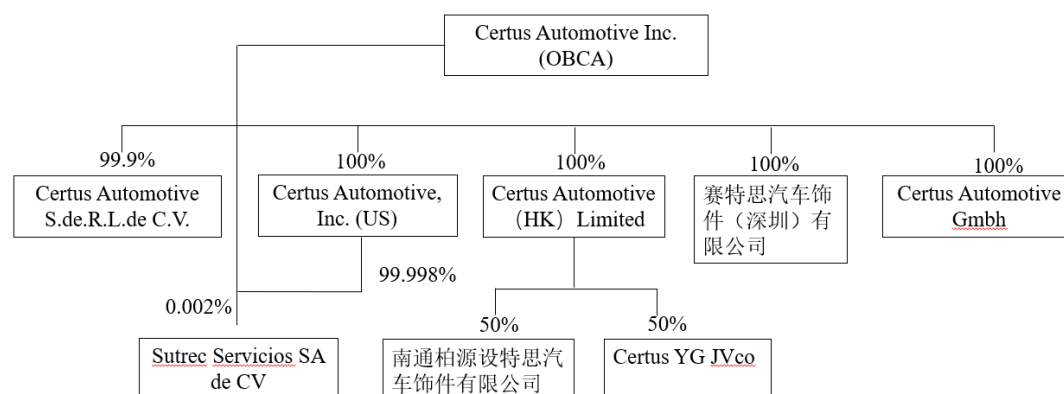 Certus Automotive Inc.
(OBCA)
99.9%
100%
100%
100%
100%
Certus Automotive
S.de.R.L.de C.V.
Certus Automotive,
Inc. (US)
Certus Automotive
（HK）Limited
赛特思汽车饰
件（深圳）有
限公司
Certus Automotive
Gmbh
99.998%
0.002%
50%
50%
Sutrec Servicios SA
de CV
南通柏源设特思汽
车饰件有限公司
Certus YG JVco